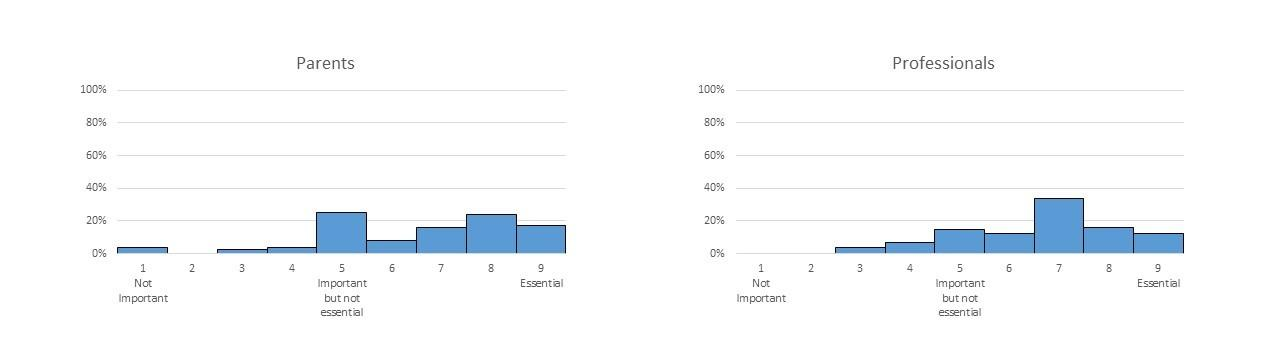 Parents
100%
80%
60%
40%
20%
0%
1 2 3 4 5 6 7 8 9
Not Important but not essential Essential
Important
Professionals
100%
80%
60%
40%
20%
0%
1 2 3 4 5 6 7 8 9
Not Important but not essential Essential
Important